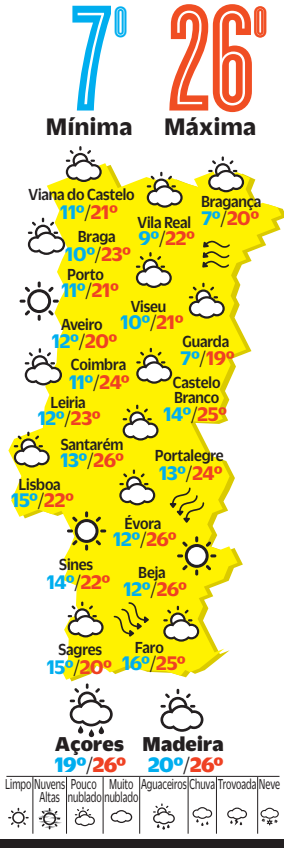 7º 26º
Mínima Máxima
Viana do Castelo
11º/21º
Bragança
7º/20º
Vila Real
9º/22º
Braga
10º/23º
Porto
11º/21º
Viseu
10º/21º
Aveiro
12º/20º
Guarda
7º/19º
Coimbra
11º/24º
Castelo
Branco
14º/25º
Leiria
12º/23º
Santarém
13º/26º
Portalegre
13º/24º
Lisboa
15º/22º
Évora
12º/26º
Sines
14º/22º
Beja
12º/26º
Sagres
15º/20º
Faro
16º/25º
Açores
19º/26º
Madeira
20º/26º
Limpo
Nuvens
Altas
Pouco
nublado
Muito
nublado
Aguaceiros
Chuva
Trovoada
Neve